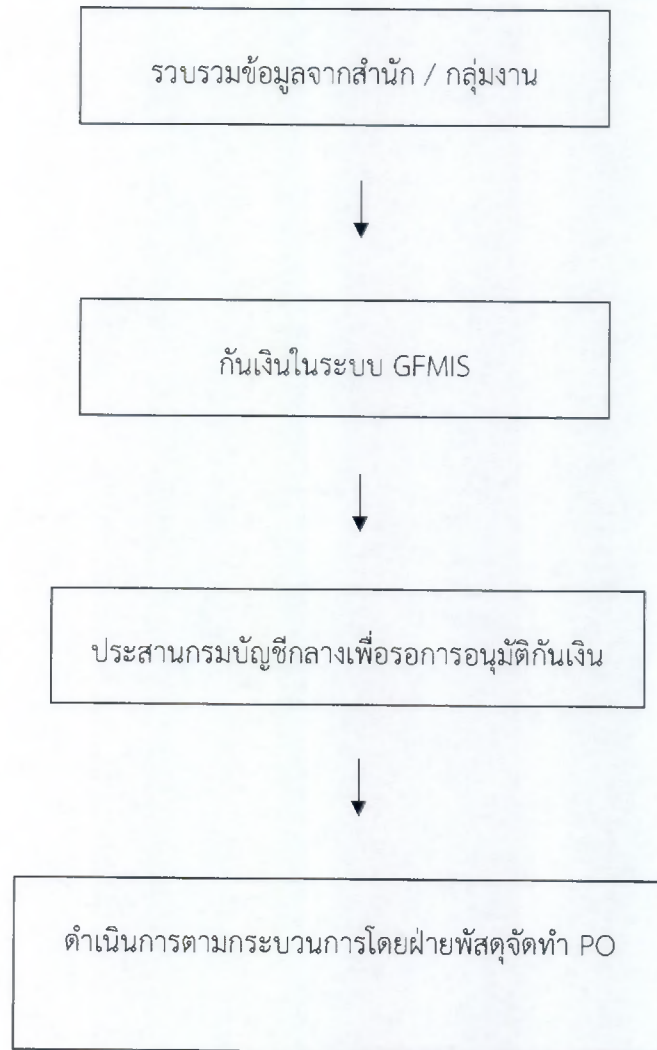 รวบรวมข้อมูลจากสำนัก / กลุ่มงาน
กันเงินในระบบ GFMIS
ประสานกรมบัญชีกลางเพื่อรอการอนุมัติกันเงิน
ดำเนินการตามกระบวนการโดยฝ่ายพัสดุจัดทำ PO